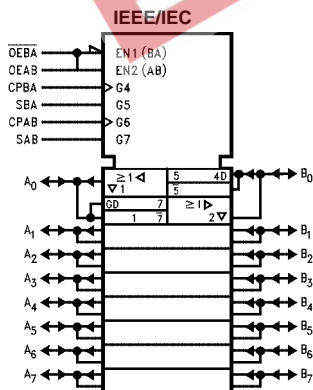 IEEE/IEC
OEBA EN1 (BA)
OEAB EN2 (AB)
CPBA G4
SBA G5
CPAB G6
SAB G7
A0 ≥1 ◁ 5 4D B0
▽1 5
GD 7 ≥1 ▷
1 7 2▽
A1 B1
A2 B2
A3 B3
A4 B4
A5 B5
A6 B6
A7 B7